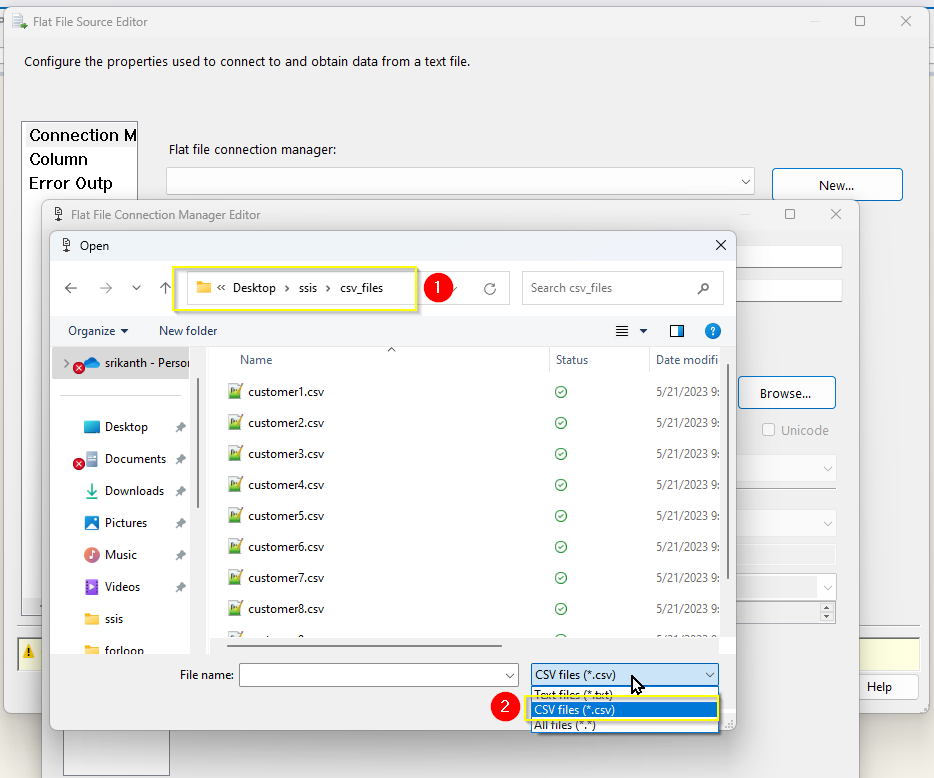 Flat File Source Editor
Configure the properties used to connect to and obtain data from a text file.
Connection M
Column
Error Outp
Flat file connection manager:
New...
Flat File Connection Manager Editor
Open
« Desktop › ssis › csv_files
1
Search csv_files
Organize
New folder
?
Name
Status
Date modifi
srikanth - Person
customer1.csv
5/21/2023 9:
Browse...
Desktop
customer2.csv
5/21/2023 9:
Unicode
Documents
customer3.csv
5/21/2023 9:
Downloads
customer4.csv
5/21/2023 9:
Pictures
customer5.csv
5/21/2023 9:
Music
customer6.csv
5/21/2023 9:
Videos
customer7.csv
5/21/2023 9:
ssis
customer8.csv
5/21/2023 9:
forloop
File name:
CSV files (*.csv)
Text files (*.txt)
2
CSV files (*.csv)
All files (*.*)
Help